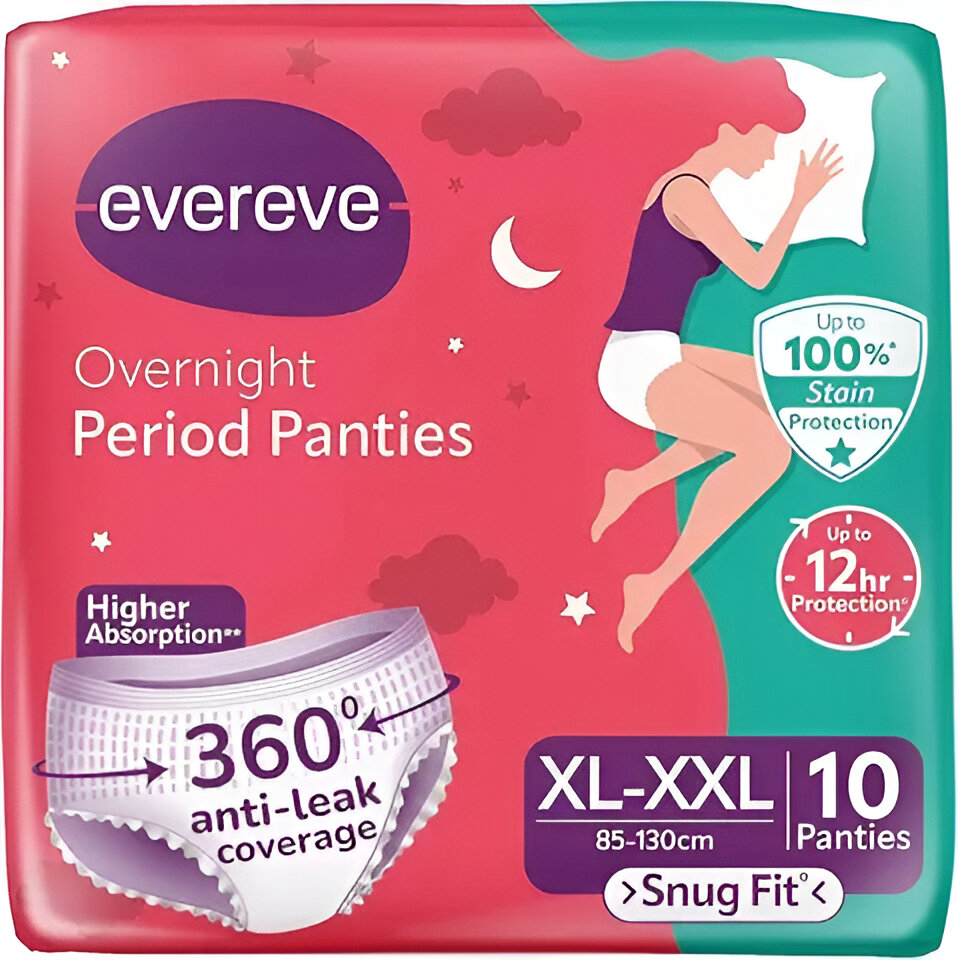 evereve
Overnight
Period Panties
Up to
100%*
Stain
Protection
Up to
12hr
Protection°
Higher
Absorption**
360°
anti-leak
coverage
XL-XXL
85-130cm
10
Panties
>Snug Fit°<